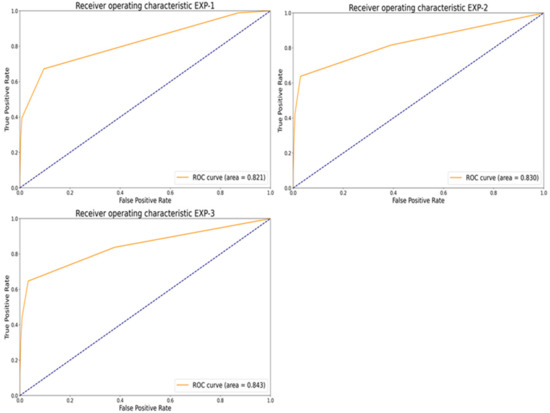 Receiver operating characteristic EXP-1
True Positive Rate
1.0
0.8
0.6
0.4
0.2
0.0
0.0 0.2 0.4 0.6 0.8 1.0
False Positive Rate
ROC curve (area = 0.821)
Receiver operating characteristic EXP-2
True Positive Rate
1.0
0.8
0.6
0.4
0.2
0.0
0.0 0.2 0.4 0.6 0.8 1.0
False Positive Rate
ROC curve (area = 0.830)
Receiver operating characteristic EXP-3
True Positive Rate
1.0
0.8
0.6
0.4
0.2
0.0
0.0 0.2 0.4 0.6 0.8 1.0
False Positive Rate
ROC curve (area = 0.843)